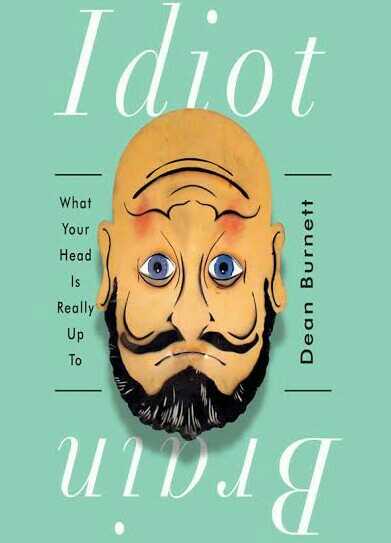 Idiot
What
Your
Head
Is
Really
Up
To
Dean Burnett
Brain